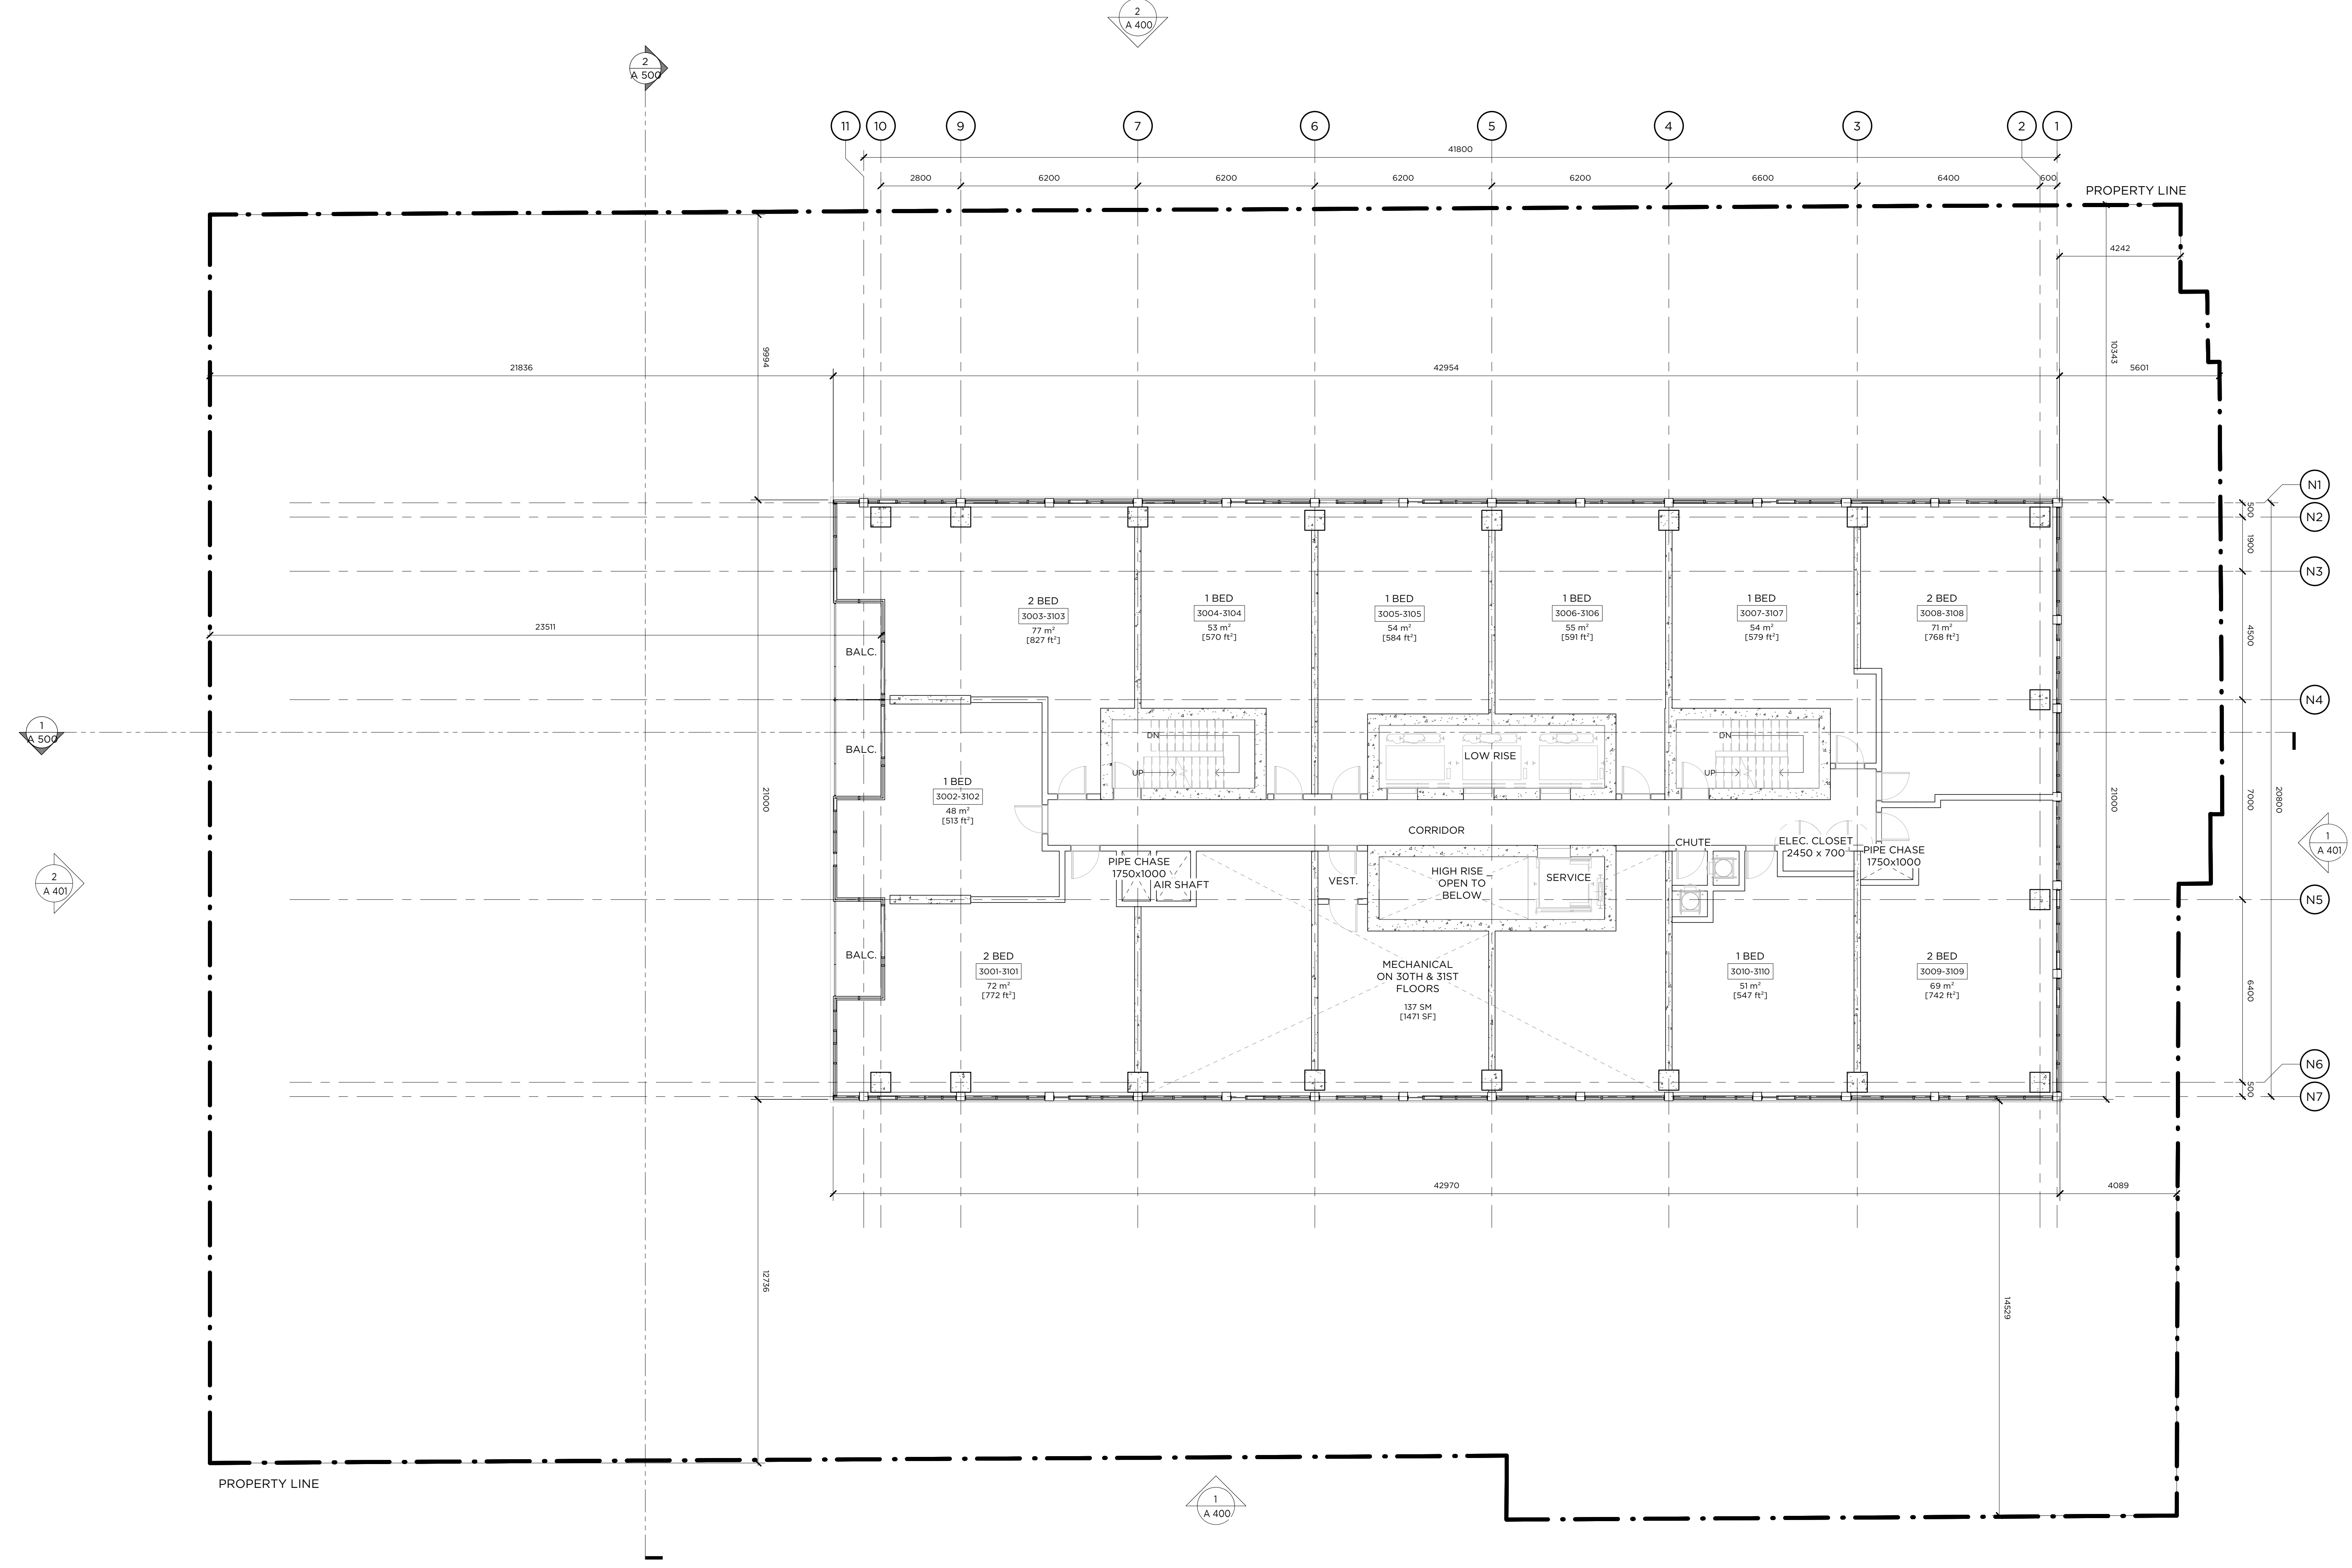 2
A 400
2
A 500
11
10
9
7
6
5
4
3
2
1
41800
2800
6200
6200
6200
6200
6600
6400
600
PROPERTY LINE
4242
9994
10343
21836
42954
5601
N1
500
N2
1900
N3
4500
N4
7000
20800
N5
6400
N6
500
N7
23511
2 BED
3003-3103
77 m²
[827 ft²]
1 BED
3004-3104
53 m²
[570 ft²]
1 BED
3005-3105
54 m²
[584 ft²]
1 BED
3006-3106
55 m²
[591 ft²]
1 BED
3007-3107
54 m²
[579 ft²]
2 BED
3008-3108
71 m²
[768 ft²]
BALC.
BALC.
1
A 500
DN
UP
LOW RISE
DN
UP
1 BED
3002-3102
48 m²
[513 ft²]
21000
21000
CORRIDOR
CHUTE
ELEC. CLOSET
2450 x 700
PIPE CHASE
1750x1000
PIPE CHASE
1750x1000
AIR SHAFT
VEST.
HIGH RISE
OPEN TO
BELOW
SERVICE
1
A 401
2
A 401
BALC.
2 BED
3001-3101
72 m²
[772 ft²]
MECHANICAL
ON 30TH & 31ST
FLOORS
137 SM
[1471 SF]
1 BED
3010-3110
51 m²
[547 ft²]
2 BED
3009-3109
69 m²
[742 ft²]
42970
4089
12736
14529
PROPERTY LINE
1
A 400